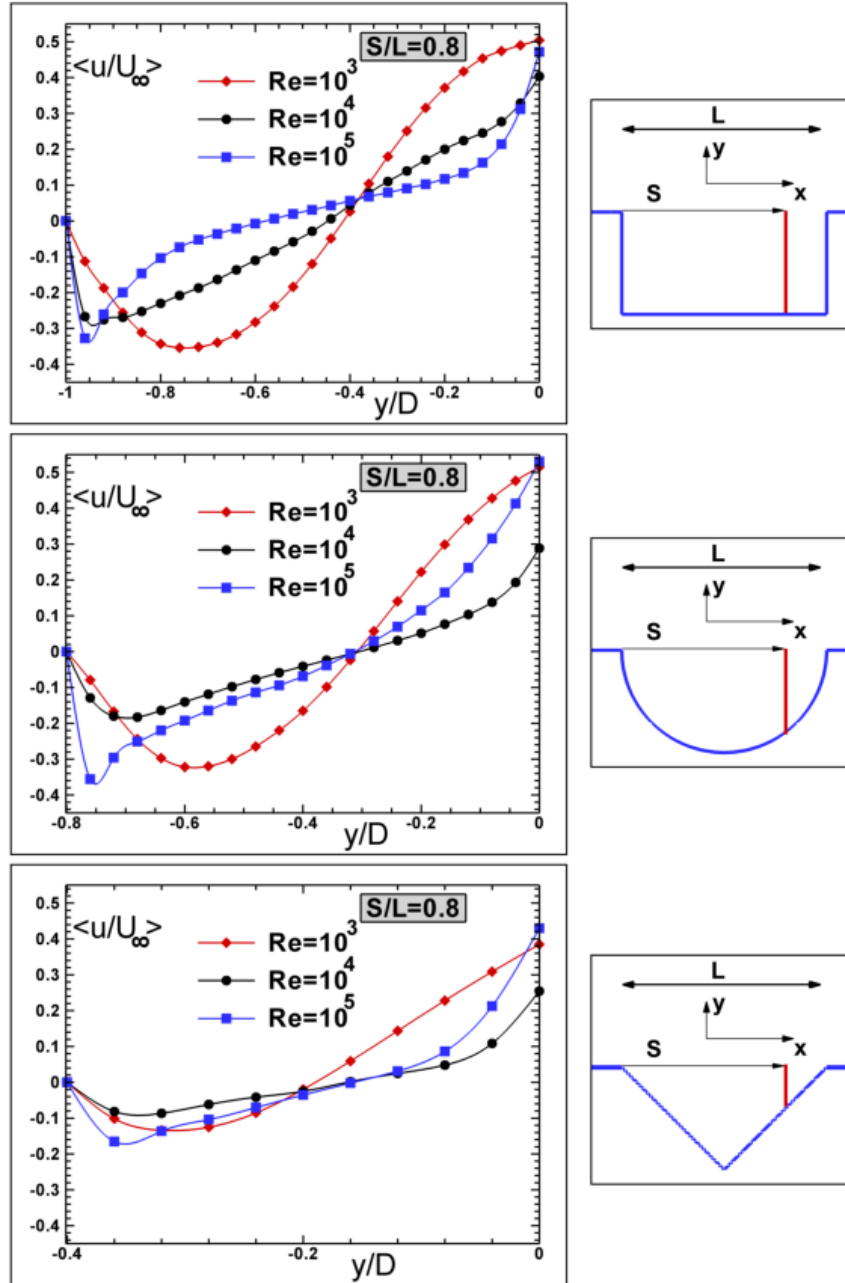 <u/U∞>
S/L=0.8
Re=10³
Re=10⁴
Re=10⁵
0.5
0.4
0.3
0.2
0.1
0
-0.1
-0.2
-0.3
-0.4
-1 -0.8 -0.6 -0.4 -0.2 0
y/D
L
y
x
S
<u/U∞>
S/L=0.8
Re=10³
Re=10⁴
Re=10⁵
0.5
0.4
0.3
0.2
0.1
0
-0.1
-0.2
-0.3
-0.4
-0.8 -0.6 -0.4 -0.2 0
y/D
L
y
x
S
<u/U∞>
S/L=0.8
Re=10³
Re=10⁴
Re=10⁵
0.5
0.4
0.3
0.2
0.1
0
-0.1
-0.2
-0.3
-0.4
-0.4 -0.2 0
y/D
L
y
x
S